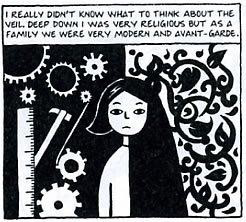 I REALLY DIDN'T KNOW WHAT TO THINK ABOUT THE
VEIL. DEEP DOWN I WAS VERY RELIGIOUS BUT AS A
FAMILY WE WERE VERY MODERN AND AVANT-GARDE.